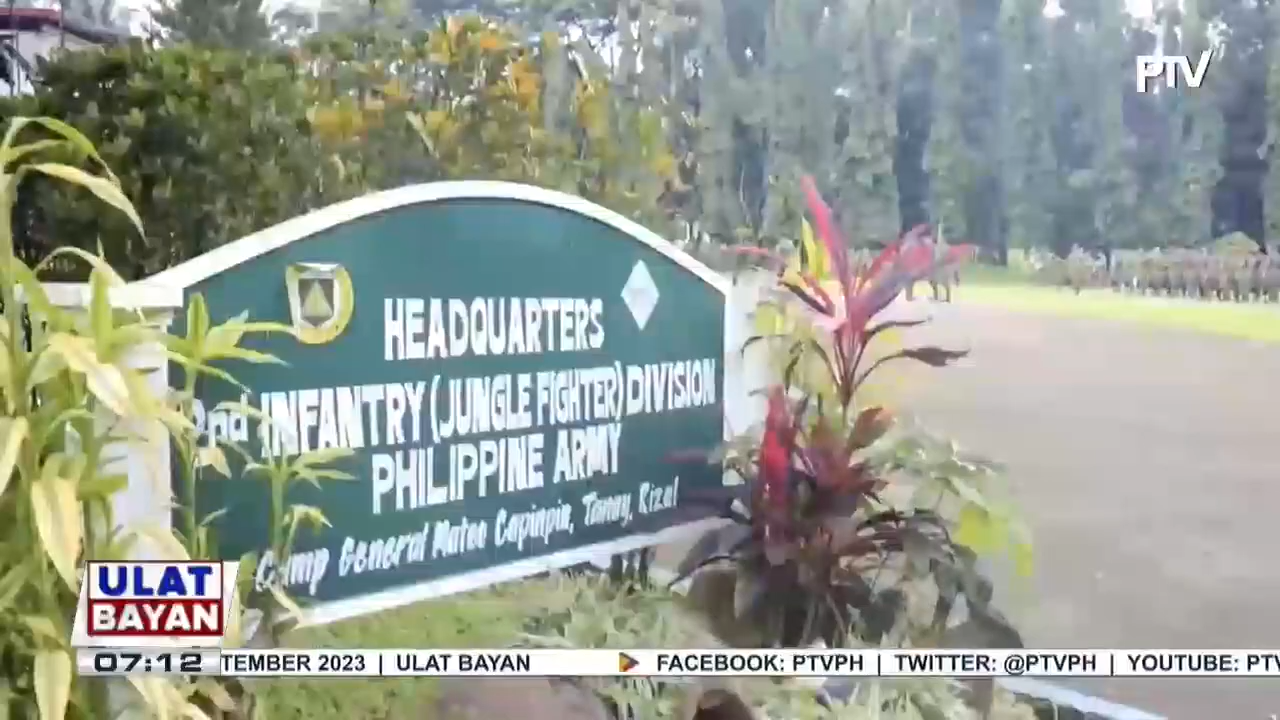 PTV
HEADQUARTERS
2nd INFANTRY (JUNGLE FIGHTER) DIVISION
PHILIPPINE ARMY
Camp General Mateo Capinpin, Tanay, Rizal
ULAT
BAYAN
07:12 TEMBER 2023 | ULAT BAYAN FACEBOOK: PTVPH | TWITTER: @PTVPH | YOUTUBE: PTV